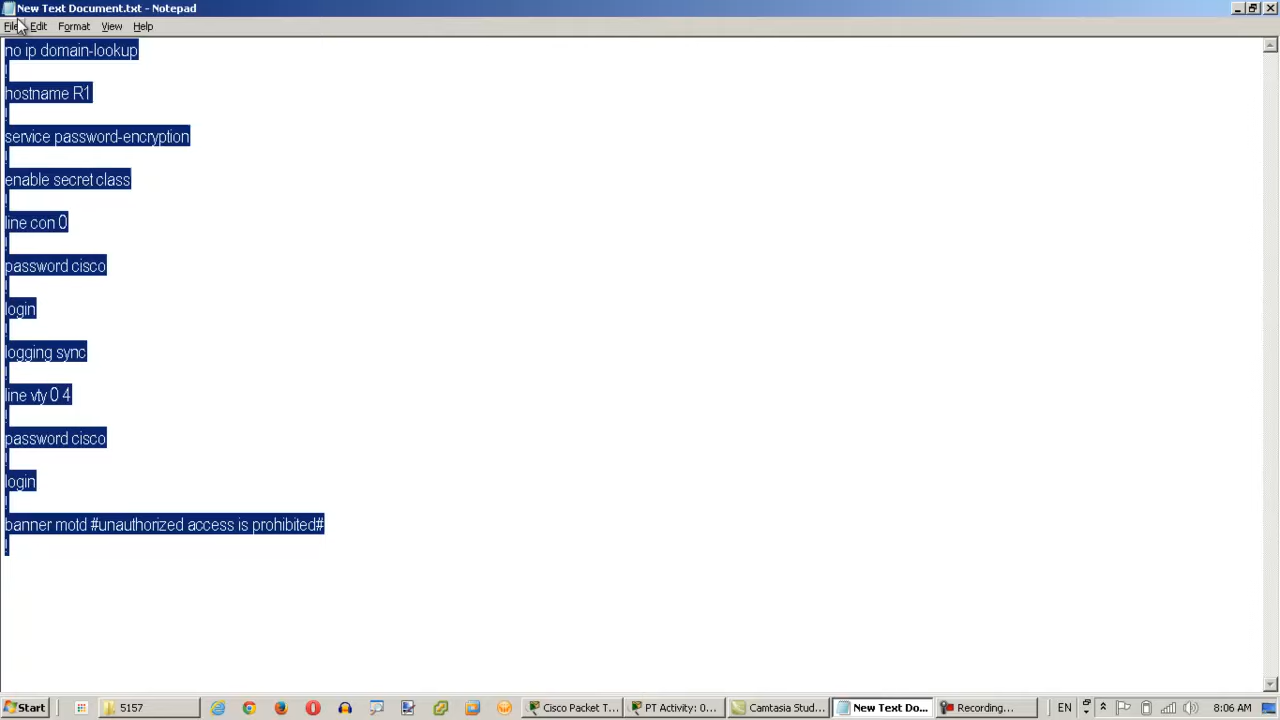 New Text Document.txt - Notepad
File Edit Format View Help
no ip domain-lookup
!
hostname R1
!
service password-encryption
!
enable secret class
!
line con 0
!
password cisco
!
login
!
logging sync
!
line vty 0 4
!
password cisco
!
login
!
banner motd #unauthorized access is prohibited#
!
Start 5157 Cisco Packet T... PT Activity: 0... Camtasia Stud... New Text Do... Recording... EN 8:06 AM